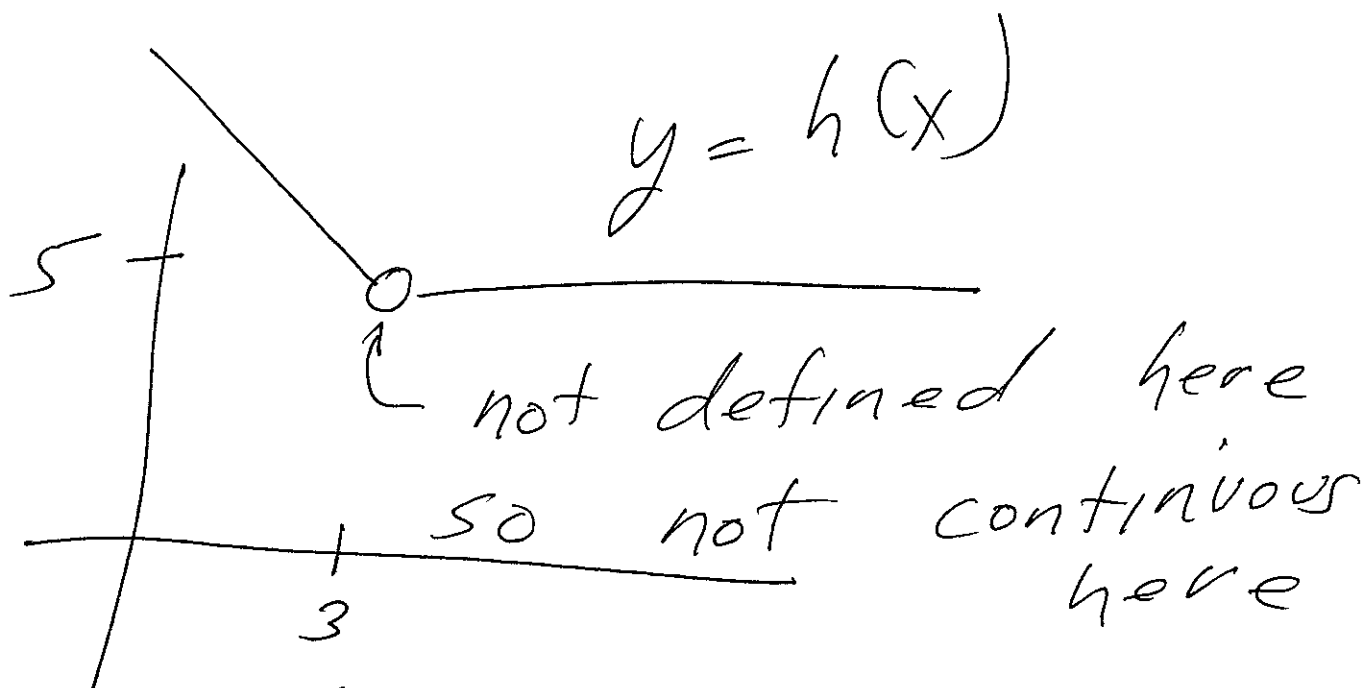 y = h(x)
5
not defined here
so not continuous
here
3